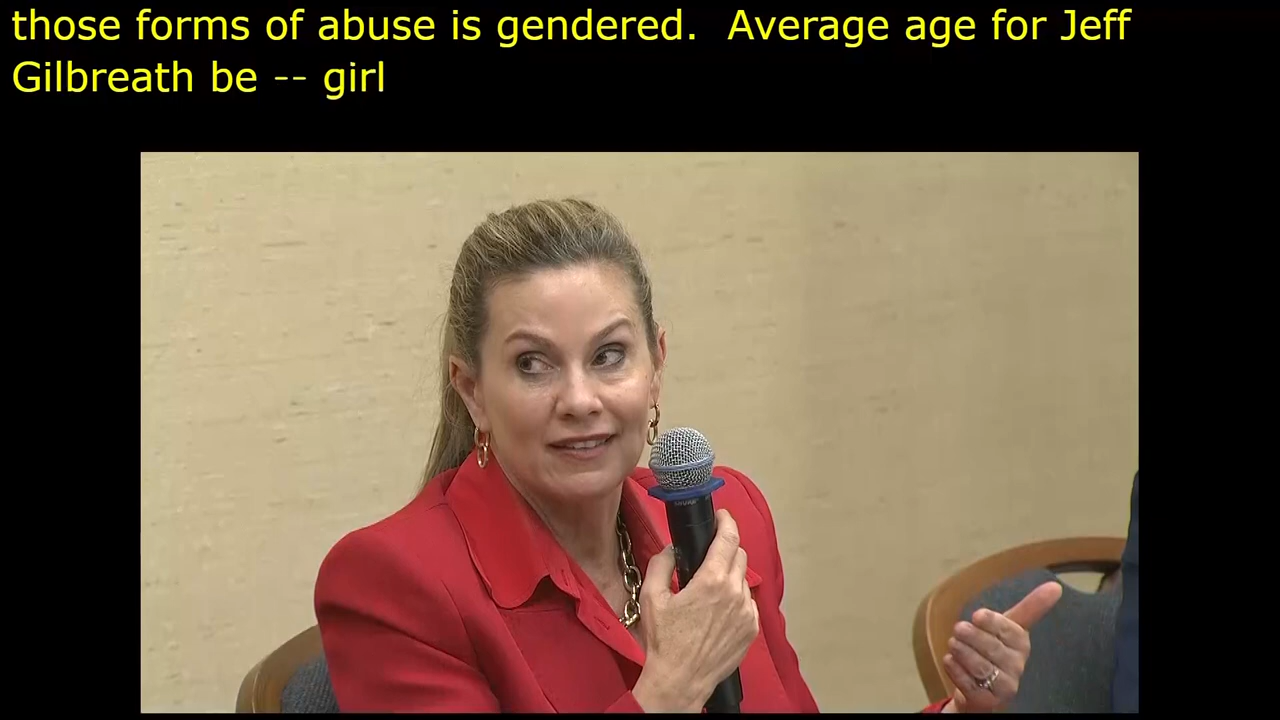 those forms of abuse is gendered.  Average age for Jeff
Gilbreath be -- girl